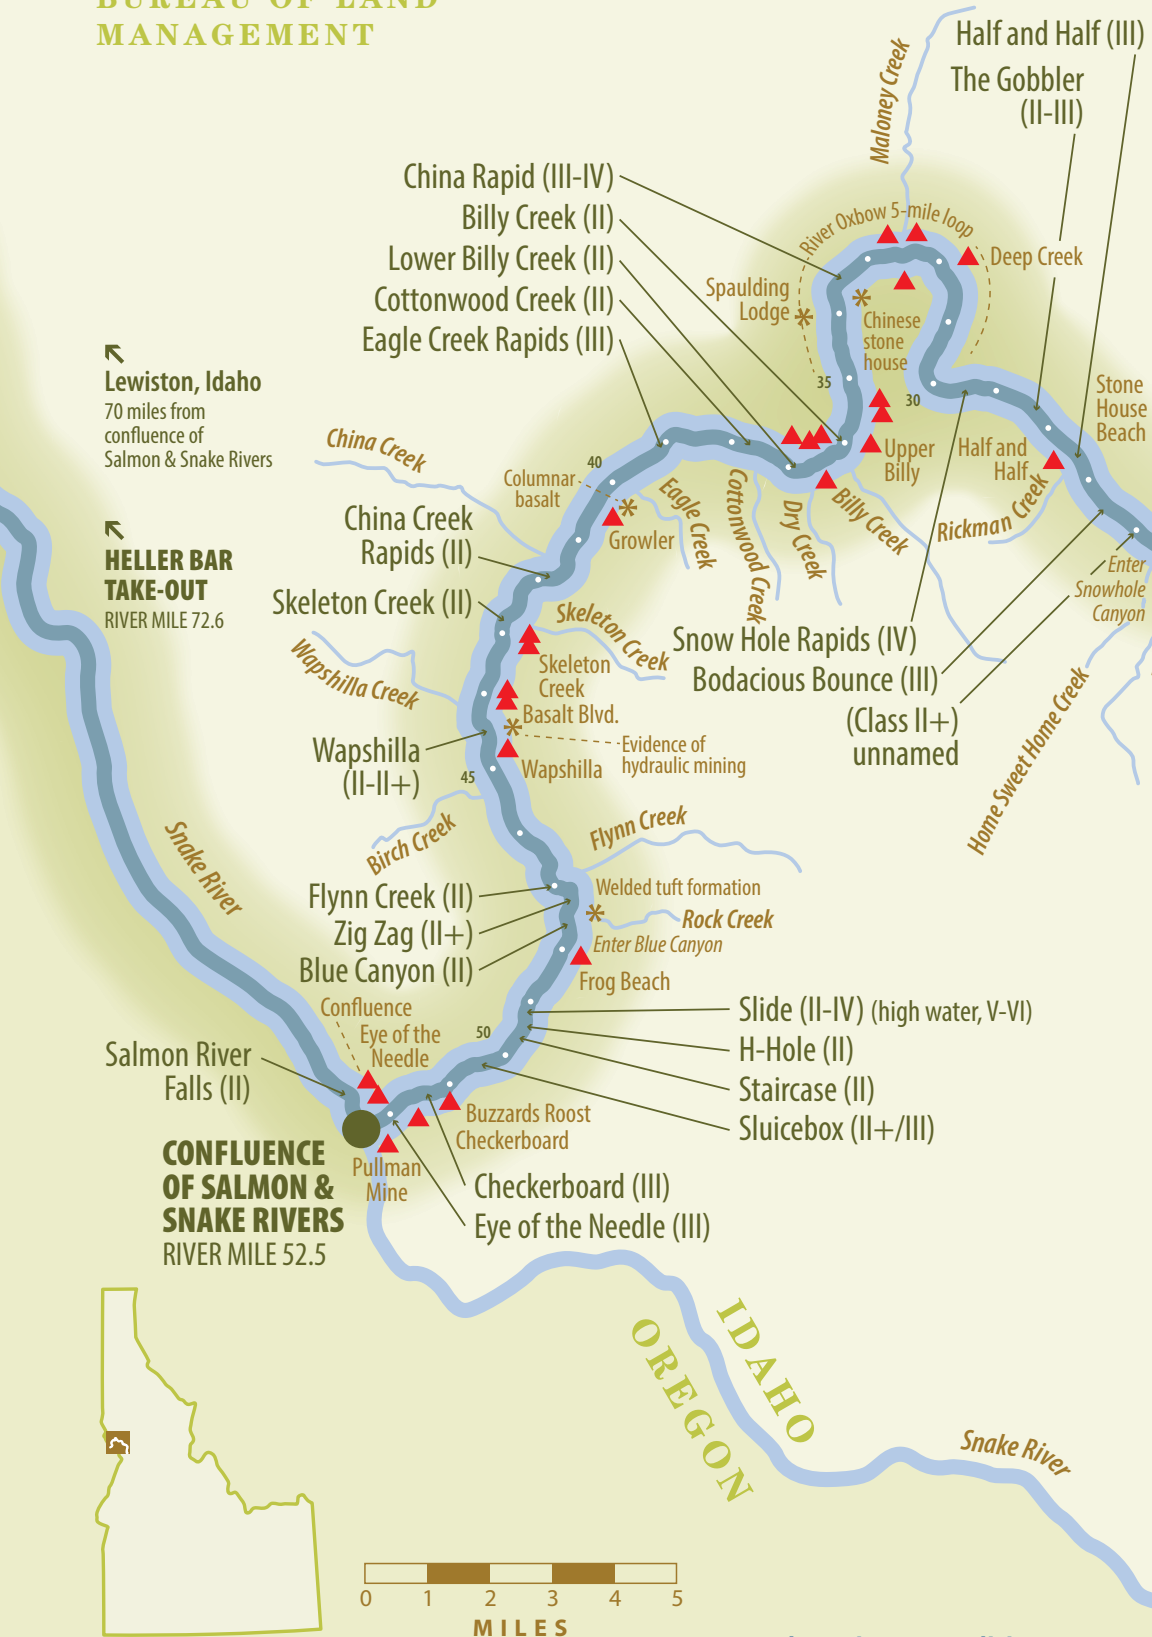 BUREAU OF LAND
MANAGEMENT
Half and Half (III)
The Gobbler
(II-III)
Maloney Creek
China Rapid (III-IV)
Billy Creek (II)
Lower Billy Creek (II)
Cottonwood Creek (II)
Eagle Creek Rapids (III)
River Oxbow 5-mile loop
Deep Creek
Spaulding
Lodge
Chinese
stone
house
35
30
Stone
House
Beach
Lewiston, Idaho
70 miles from
confluence of
Salmon & Snake Rivers
China Creek
40
Columnar
basalt
Growler
Eagle Creek
Cottonwood Creek
Dry Creek
Billy Creek
Upper
Billy
Half and
Half
Rickman Creek
Enter
Snowhole
Canyon
HELLER BAR
TAKE-OUT
RIVER MILE 72.6
China Creek
Rapids (II)
Skeleton Creek (II)
Skeleton Creek
Skeleton
Creek
Basalt Blvd.
Snow Hole Rapids (IV)
Bodacious Bounce (III)
(Class II+)
unnamed
Home Sweet Home Creek
Wapshilla Creek
Evidence of
hydraulic mining
Wapshilla
(II-II+)
Wapshilla
45
Birch Creek
Flynn Creek
Snake River
Flynn Creek (II)
Zig Zag (II+)
Blue Canyon (II)
Welded tuft formation
Rock Creek
Enter Blue Canyon
Frog Beach
Confluence
Eye of the
Needle
50
Slide (II-IV) (high water, V-VI)
H-Hole (II)
Staircase (II)
Sluicebox (II+/III)
Salmon River
Falls (II)
Buzzards Roost
Checkerboard
CONFLUENCE
OF SALMON &
SNAKE RIVERS
RIVER MILE 52.5
Pullman
Mine
Checkerboard (III)
Eye of the Needle (III)
IDAHO
OREGON
Snake River
0 1 2 3 4 5
MILES